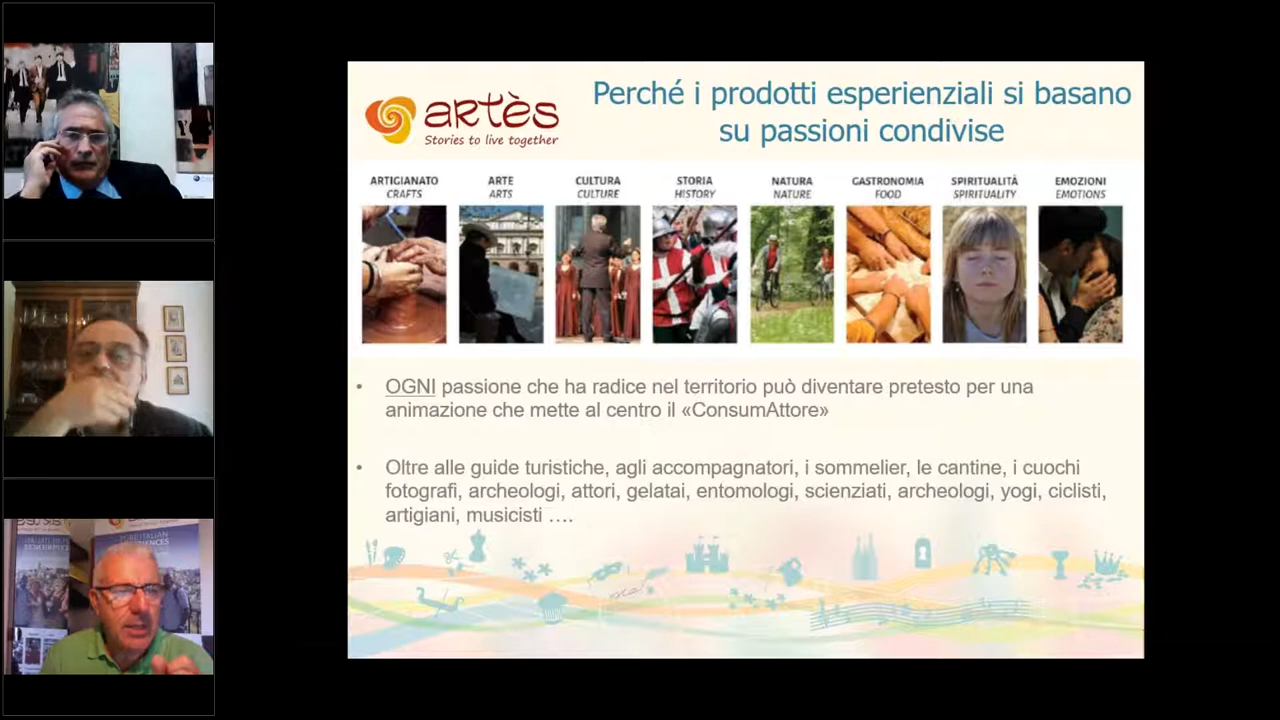 artès
Stories to live together
Perché i prodotti esperienziali si basano
su passioni condivise
ARTIGIANATO
CRAFTS
ARTE
ARTS
CULTURA
CULTURE
STORIA
HISTORY
NATURA
NATURE
GASTRONOMIA
FOOD
SPIRITUALITÀ
SPIRITUALITY
EMOZIONI
EMOTIONS
• OGNI passione che ha radice nel territorio può diventare pretesto per una
animazione che mette al centro il «ConsumAttore»
• Oltre alle guide turistiche, agli accompagnatori, i sommelier, le cantine, i cuochi
fotografi, archeologi, attori, gelatai, entomologi, scienziati, archeologi, yogi, ciclisti,
artigiani, musicisti ….